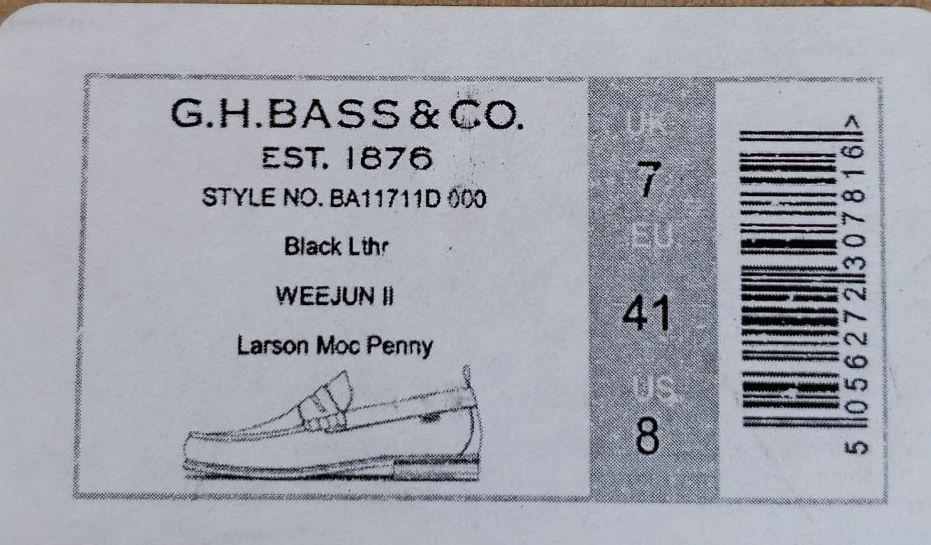 G.H.BASS & CO.
EST. 1876
STYLE NO. BA11711D 000
Black Lthr
WEEJUN II
Larson Moc Penny
UK
7
EU
41
US
8
5 056272 307816 >